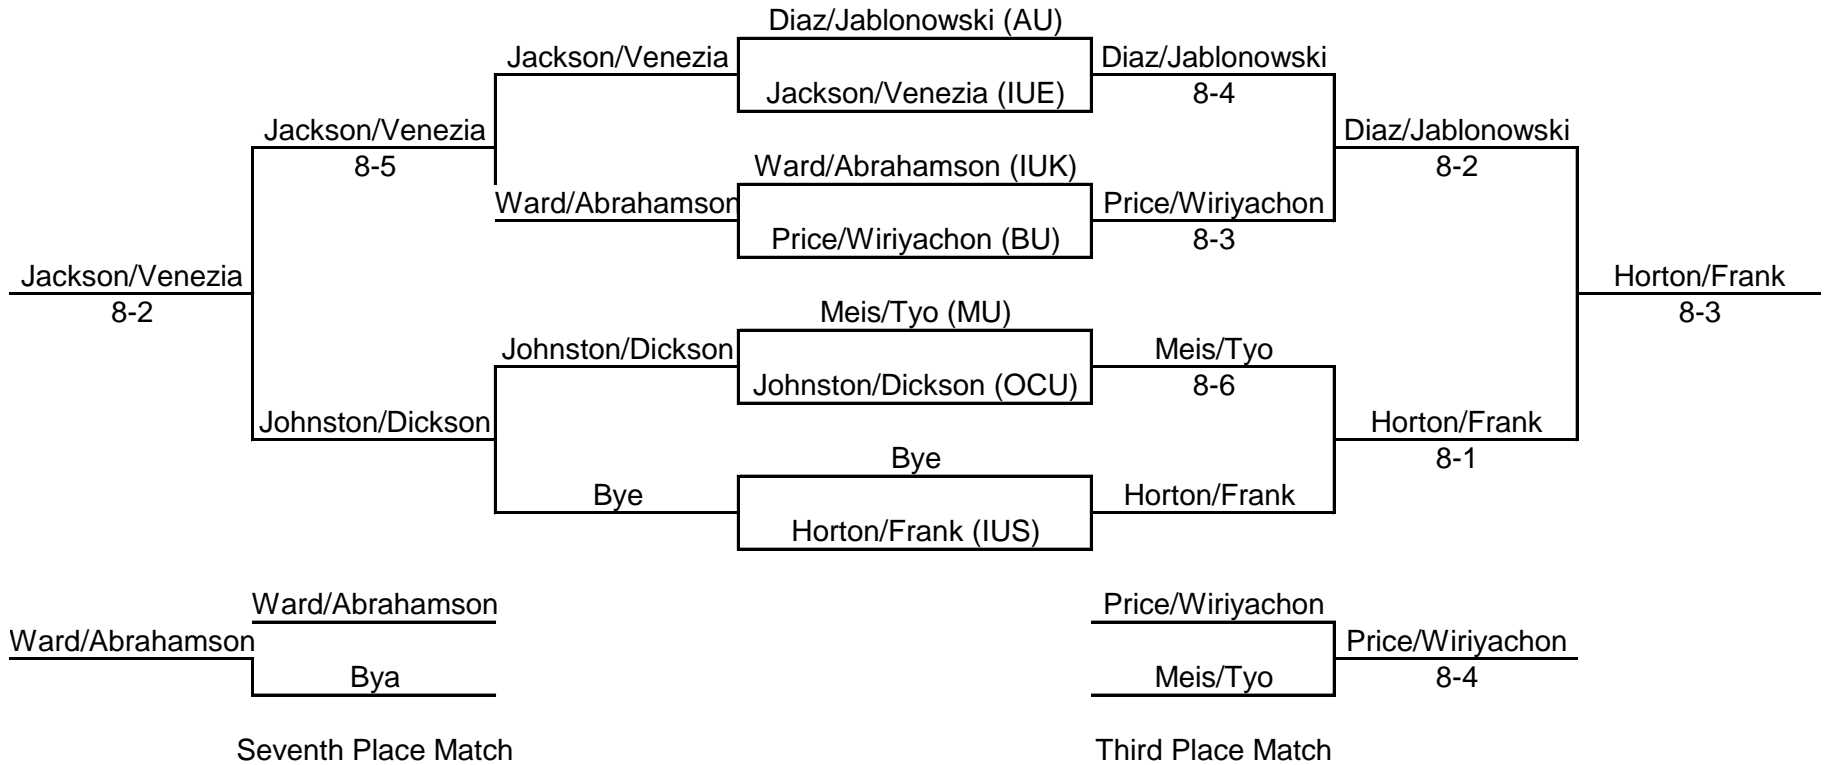 Diaz/Jablonowski (AU)
Jackson/Venezia
Diaz/Jablonowski
Jackson/Venezia (IUE)
8-4
Jackson/Venezia
Diaz/Jablonowski
8-5
Ward/Abrahamson (IUK)
8-2
Ward/Abrahamson
Price/Wiriyachon
Price/Wiriyachon (BU)
8-3
Jackson/Venezia
Horton/Frank
8-2
Meis/Tyo (MU)
8-3
Johnston/Dickson
Meis/Tyo
Johnston/Dickson (OCU)
8-6
Johnston/Dickson
Horton/Frank
Bye
8-1
Bye
Horton/Frank
Horton/Frank (IUS)
Ward/Abrahamson
Price/Wiriyachon
Ward/Abrahamson
Price/Wiriyachon
Bya
Meis/Tyo
8-4
Seventh Place Match
Third Place Match